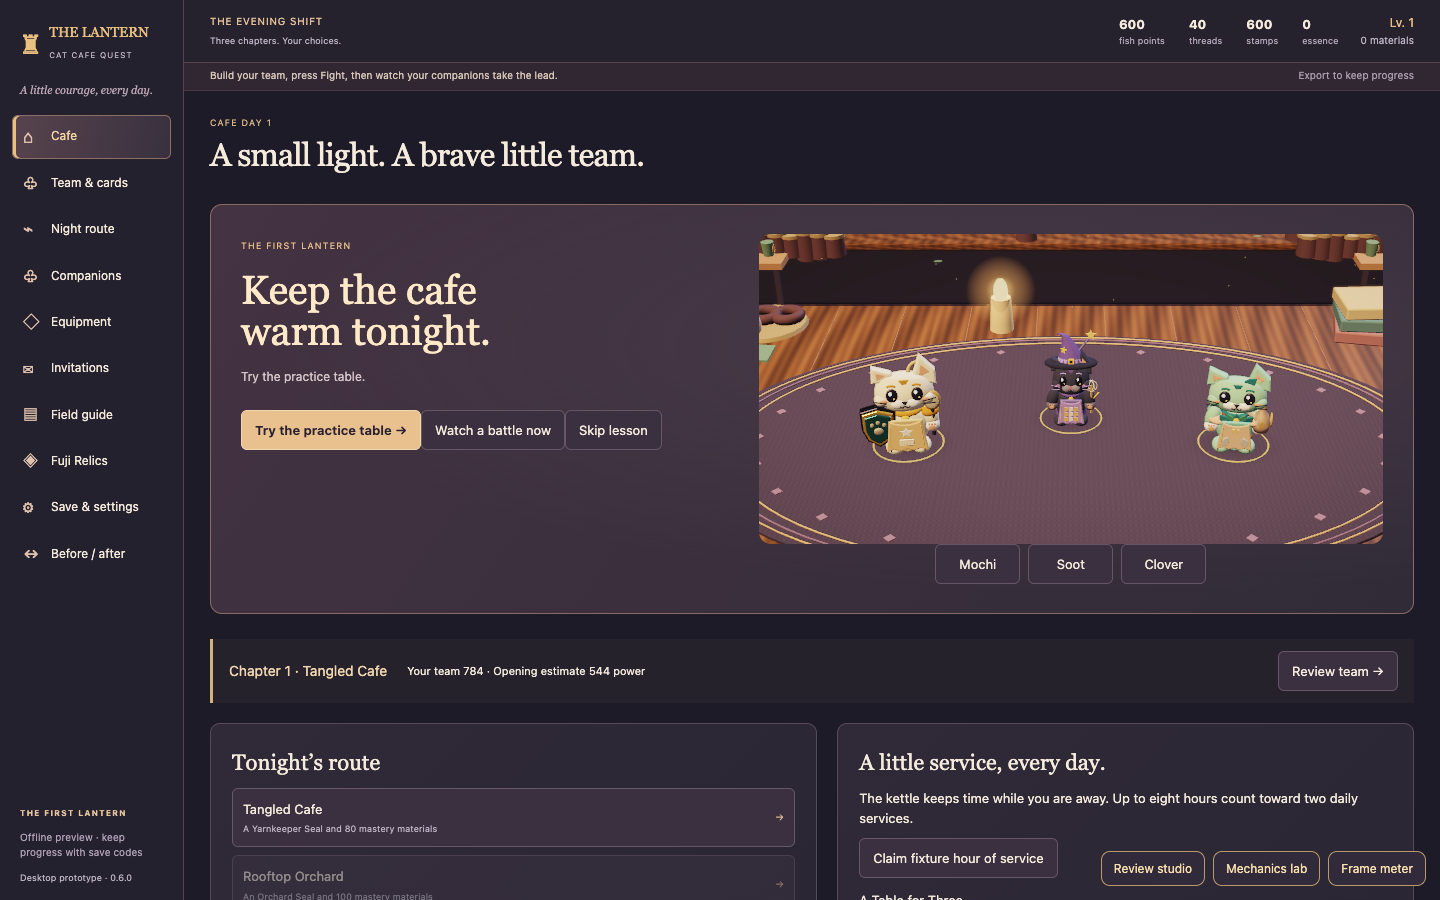 THE LANTERN
CAT CAFE QUEST
A little courage, every day.
Cafe
Team & cards
Night route
Companions
Equipment
Invitations
Field guide
Fuji Relics
Save & settings
Before / after
THE FIRST LANTERN
Offline preview · keep
progress with save codes
Desktop prototype · 0.6.0
THE EVENING SHIFT
Three chapters. Your choices.
600
fish points
40
threads
600
stamps
0
essence
Lv. 1
0 materials
Build your team, press Fight, then watch your companions take the lead.
Export to keep progress
CAFE DAY 1
A small light. A brave little team.
THE FIRST LANTERN
Keep the cafe
warm tonight.
Try the practice table.
Try the practice table →
Watch a battle now
Skip lesson
Mochi
Soot
Clover
Chapter 1 · Tangled Cafe
Your team 784 · Opening estimate 544 power
Review team →
Tonight's route
Tangled Cafe
A Yarnkeeper Seal and 80 mastery materials
→
Rooftop Orchard
An Orchard Seal and 100 mastery materials
→
A little service, every day.
The kettle keeps time while you are away. Up to eight hours count toward two daily
services.
Claim fixture hour of service
A Table for Three
Review studio
Mechanics lab
Frame meter